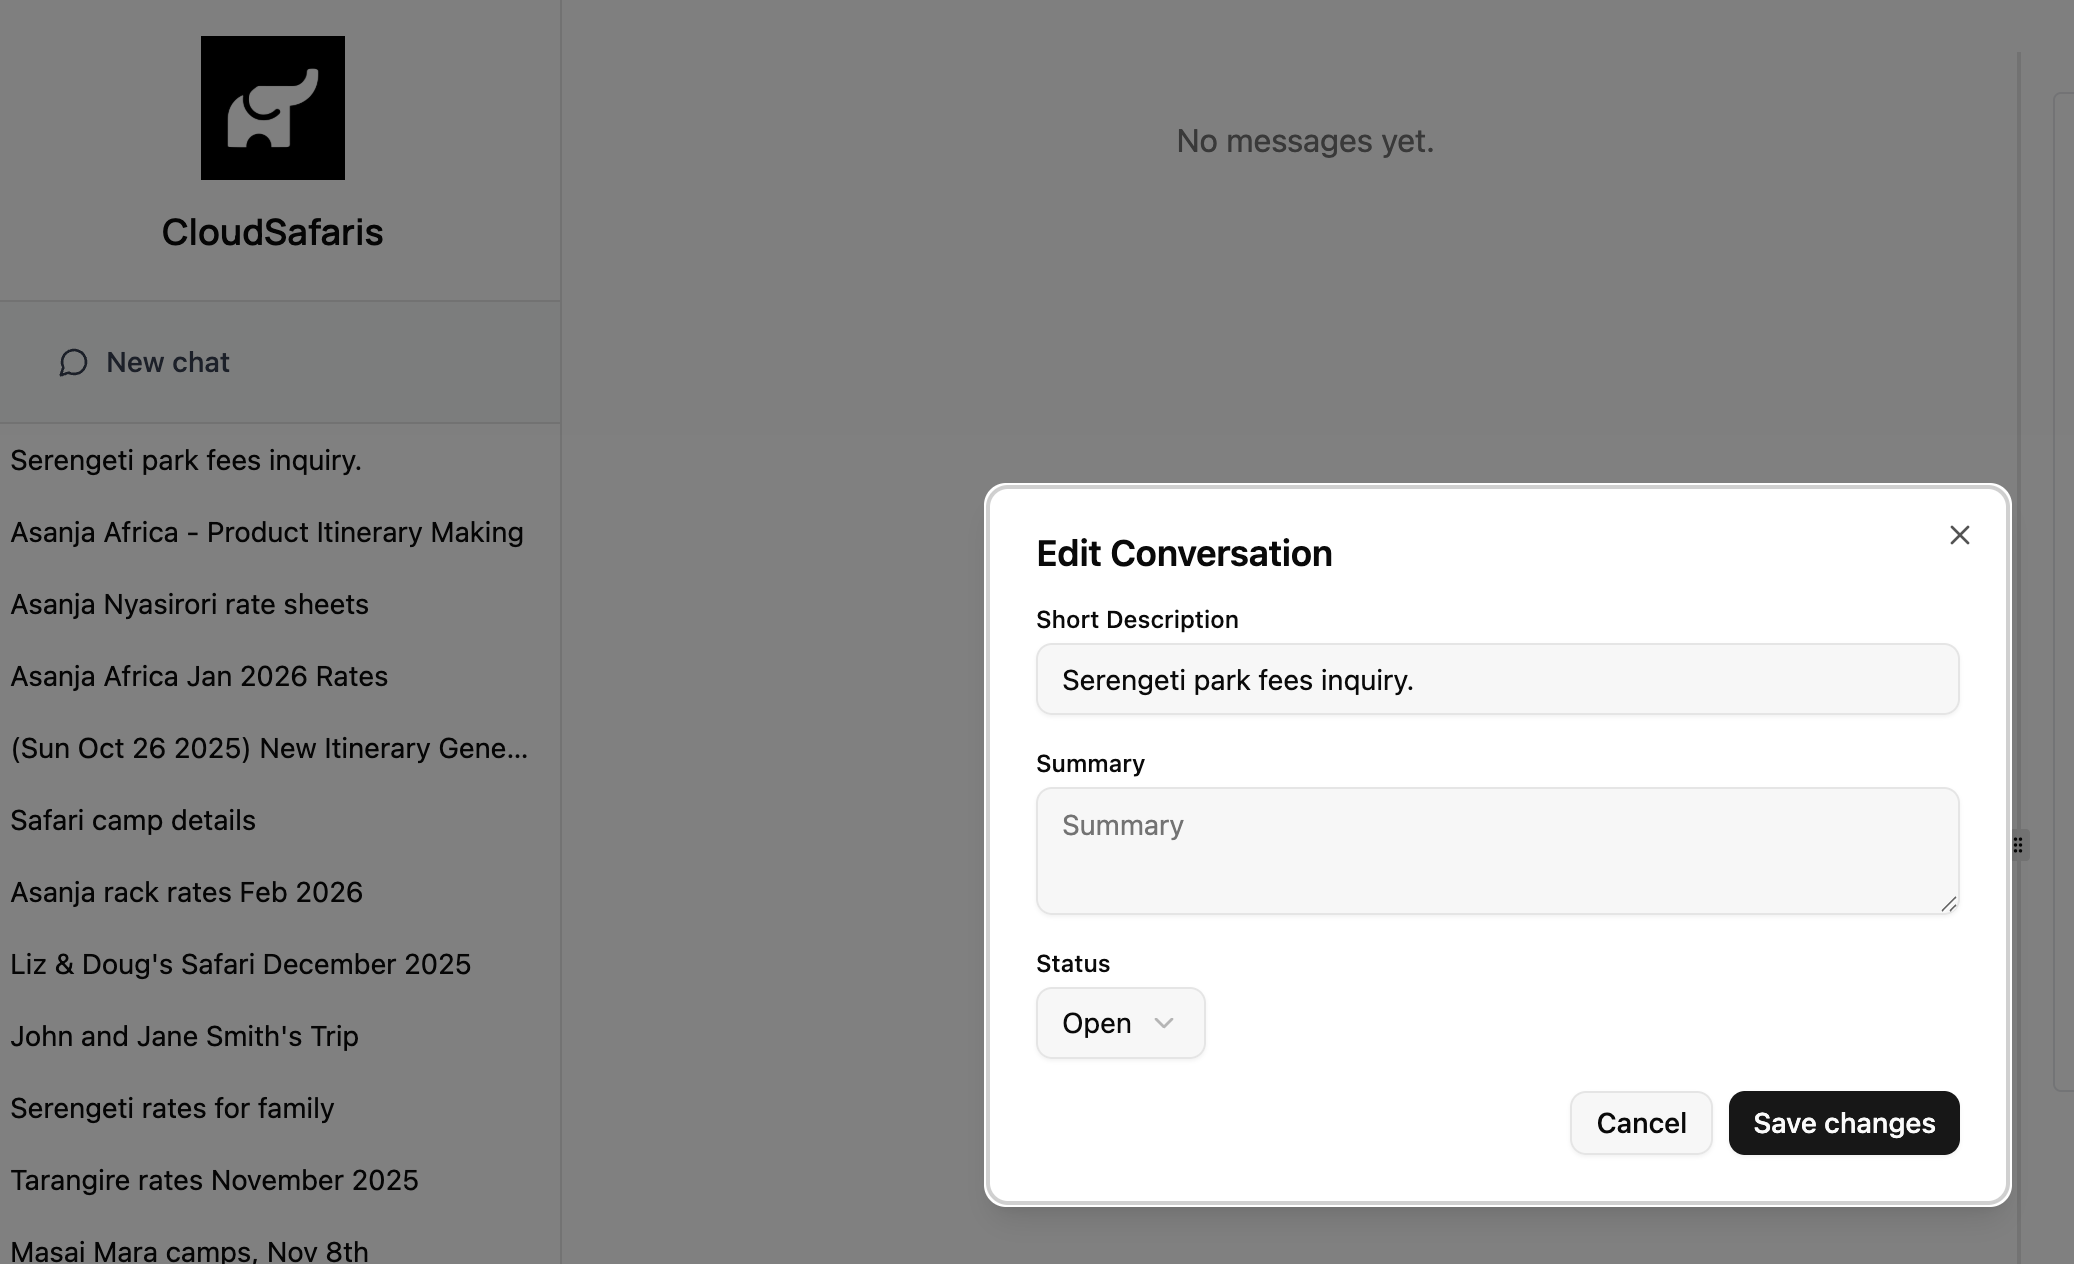 CloudSafaris
New chat
Serengeti park fees inquiry.
Asanja Africa - Product Itinerary Making
Asanja Nyasirori rate sheets
Asanja Africa Jan 2026 Rates
(Sun Oct 26 2025) New Itinerary Gene...
Safari camp details
Asanja rack rates Feb 2026
Liz & Doug's Safari December 2025
John and Jane Smith's Trip
Serengeti rates for family
Tarangire rates November 2025
Masai Mara camps, Nov 8th
No messages yet.
Edit Conversation
Short Description
Serengeti park fees inquiry.
Summary
Summary
Status
Open
Cancel
Save changes